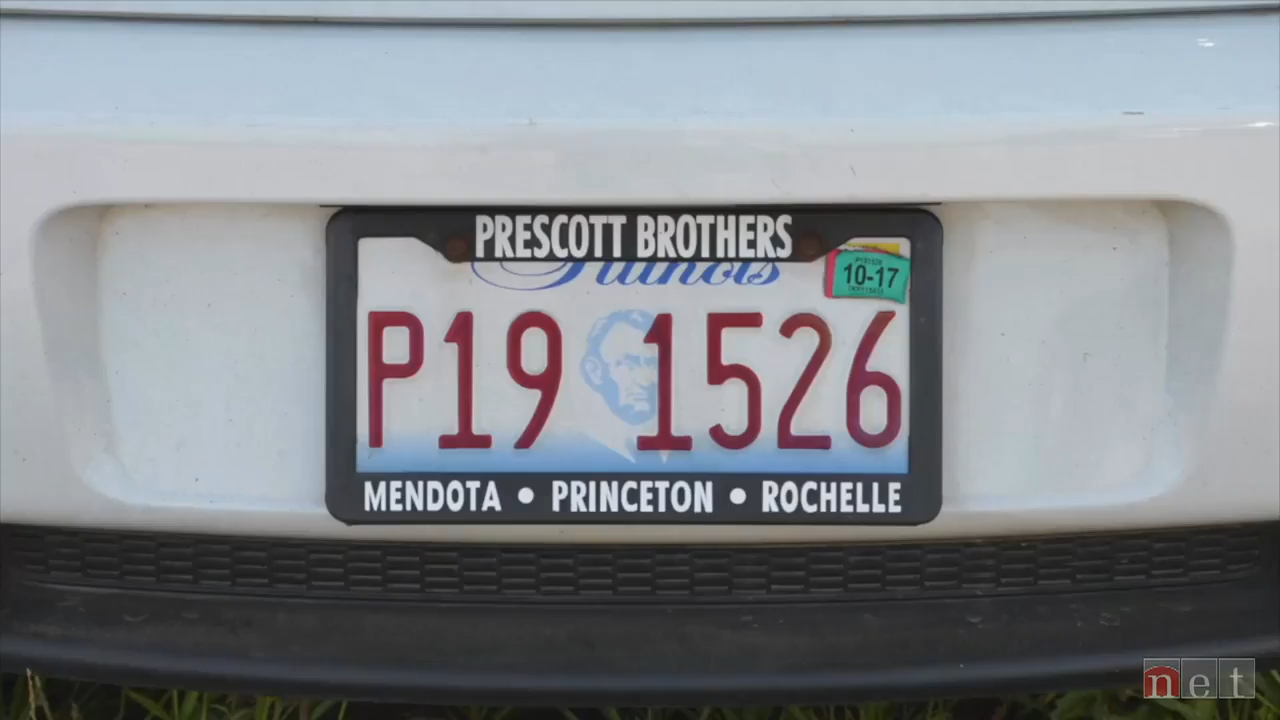 PRESCOTT BROTHERS
Illinois
10-17
P19 1526
MENDOTA • PRINCETON • ROCHELLE
net